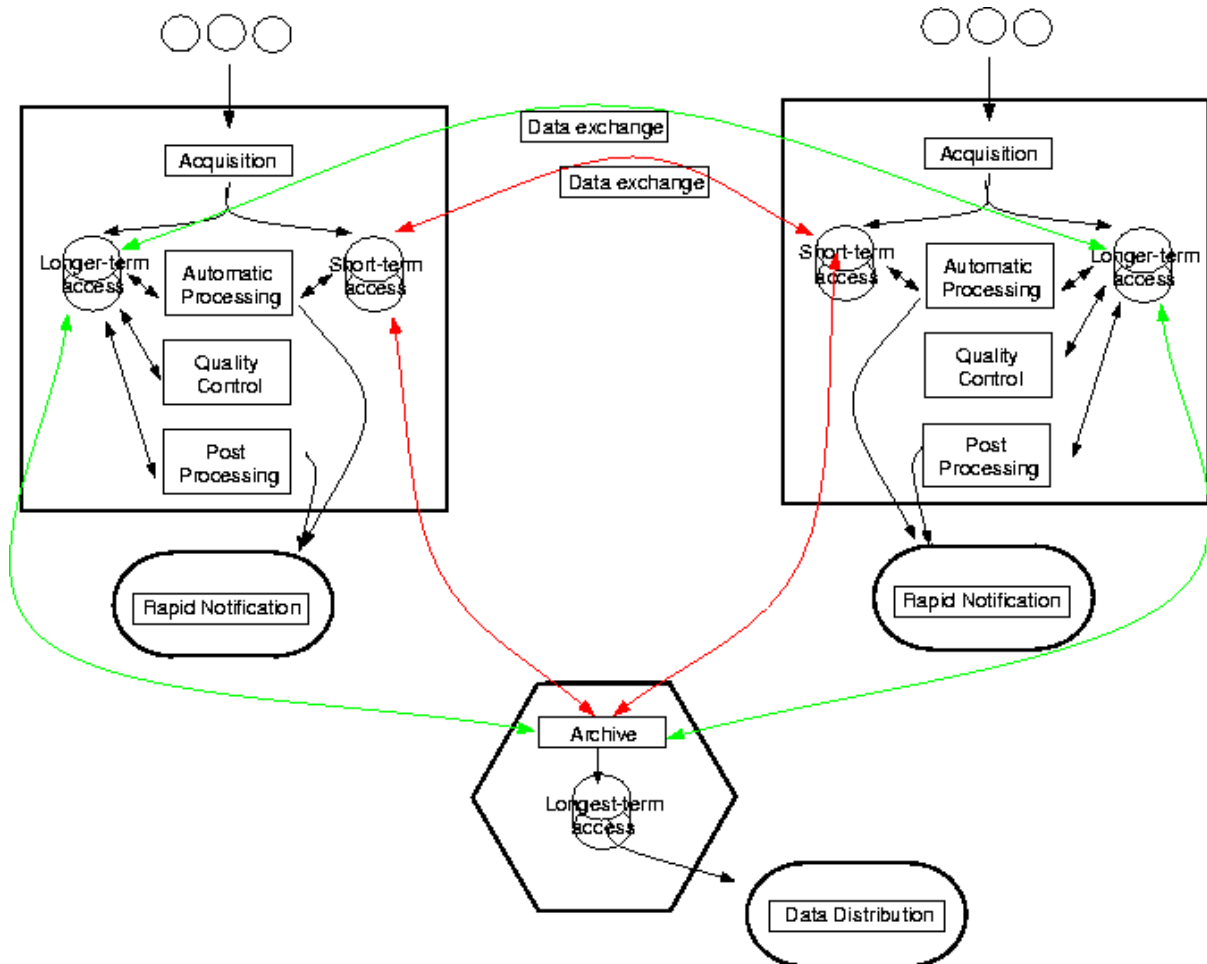 Data exchange
Data exchange
Acquisition
Longer-term
access
Short-term
access
Automatic
Processing
Quality
Control
Post
Processing
Rapid Notification
Acquisition
Short-term
access
Longer-term
access
Automatic
Processing
Quality
Control
Post
Processing
Rapid Notification
Archive
Longest-term
access
Data Distribution